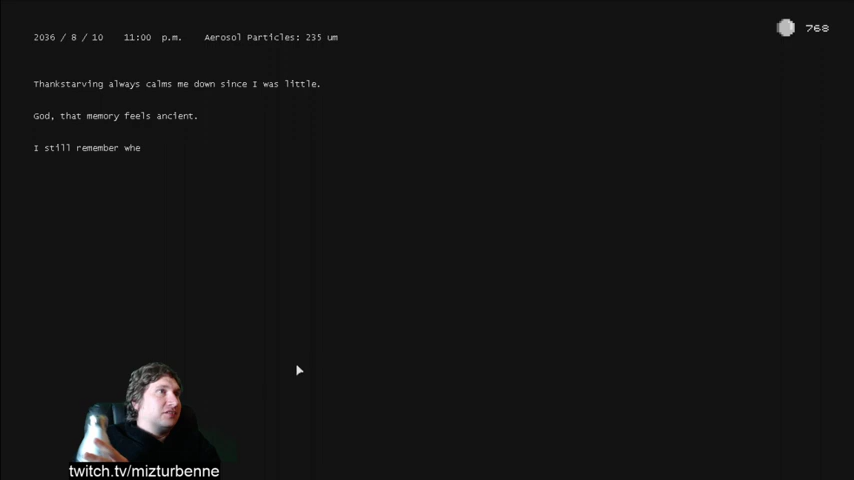 2036 / 8 / 10 11:00 p.m. Aerosol Particles: 235 um
768
Thankstarving always calms me down since I was little.
God, that memory feels ancient.
I still remember whe
twitch.tv/mizturbenne